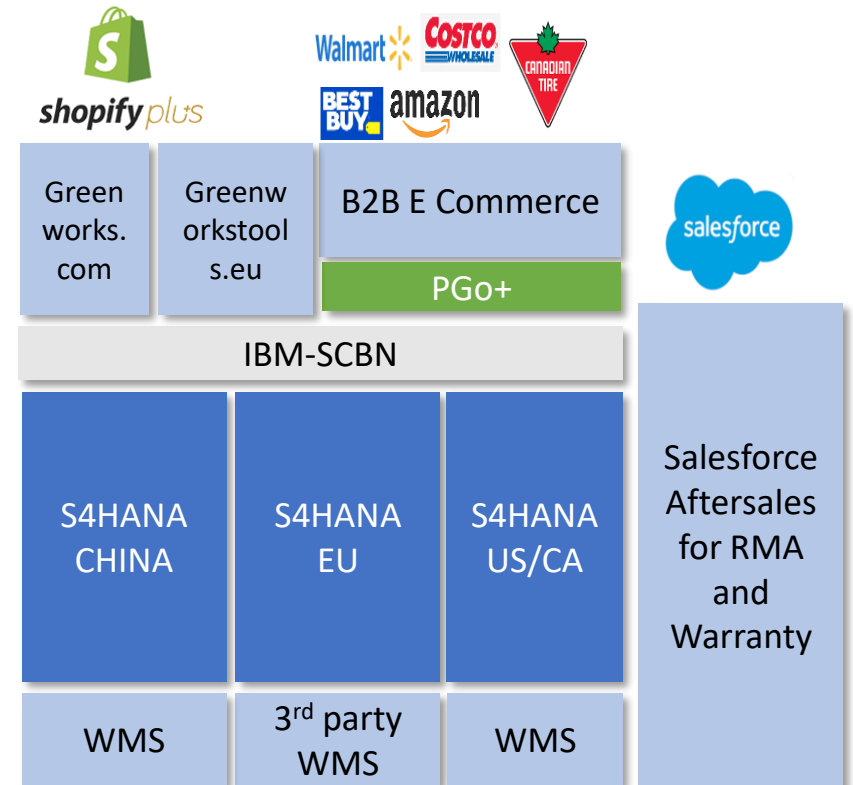 shopify plus
Walmart
COSTCO
WHOLESALE
CANADIAN
TIRE
BEST
BUY
amazon
Green
works.
com
Greenw
orkstool
s.eu
B2B E Commerce
PGo+
salesforce
IBM-SCBN
S4HANA
CHINA
S4HANA
EU
S4HANA
US/CA
Salesforce
Aftersales
for RMA
and
Warranty
WMS
3rd party
WMS
WMS